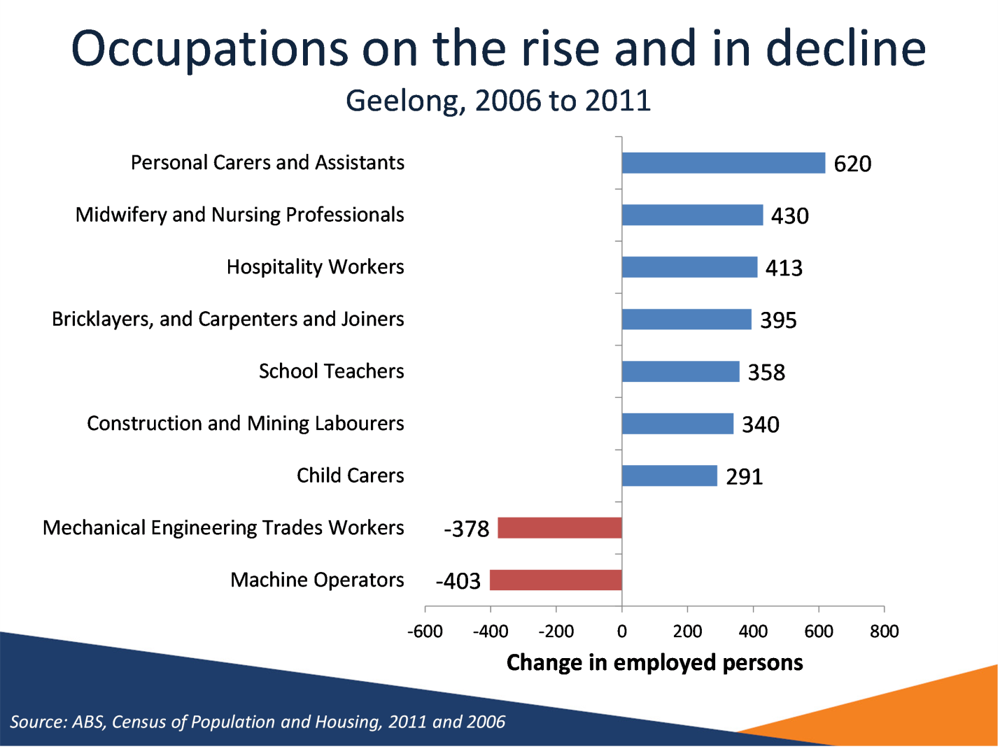 Occupations on the rise and in decline
Geelong, 2006 to 2011
Personal Carers and Assistants 620
Midwifery and Nursing Professionals 430
Hospitality Workers 413
Bricklayers, and Carpenters and Joiners 395
School Teachers 358
Construction and Mining Labourers 340
Child Carers 291
Mechanical Engineering Trades Workers -378
Machine Operators -403
-600 -400 -200 0 200 400 600 800
Change in employed persons
Source: ABS, Census of Population and Housing, 2011 and 2006